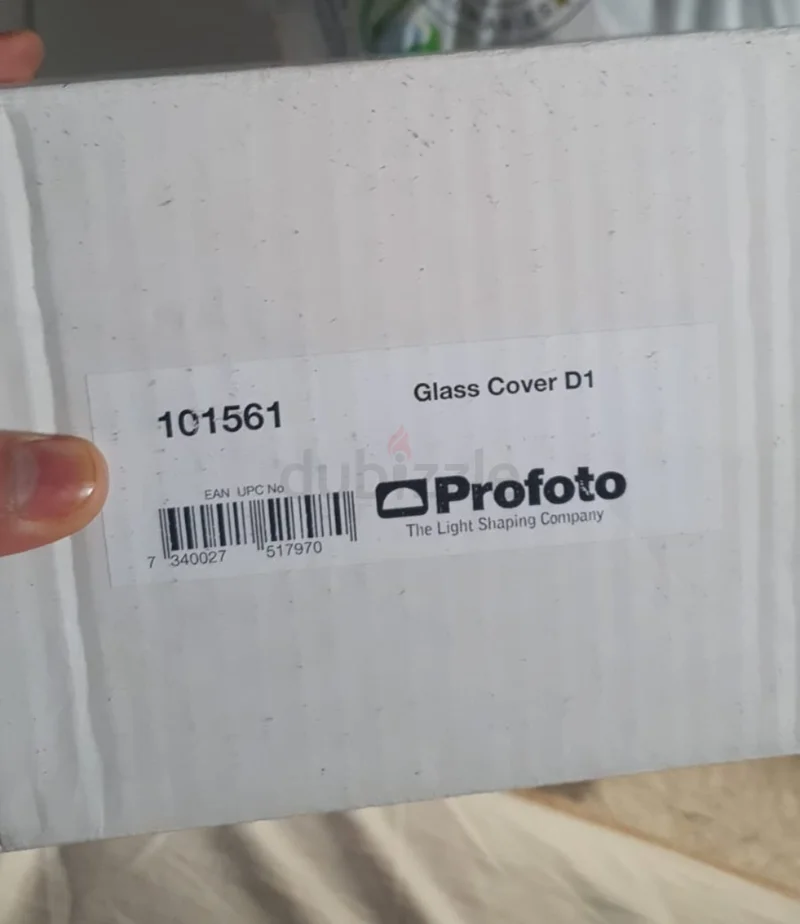 Glass Cover D1
101561
EAN UPC No
7 340027 517970
Profoto
The Light Shaping Company
dubizzle